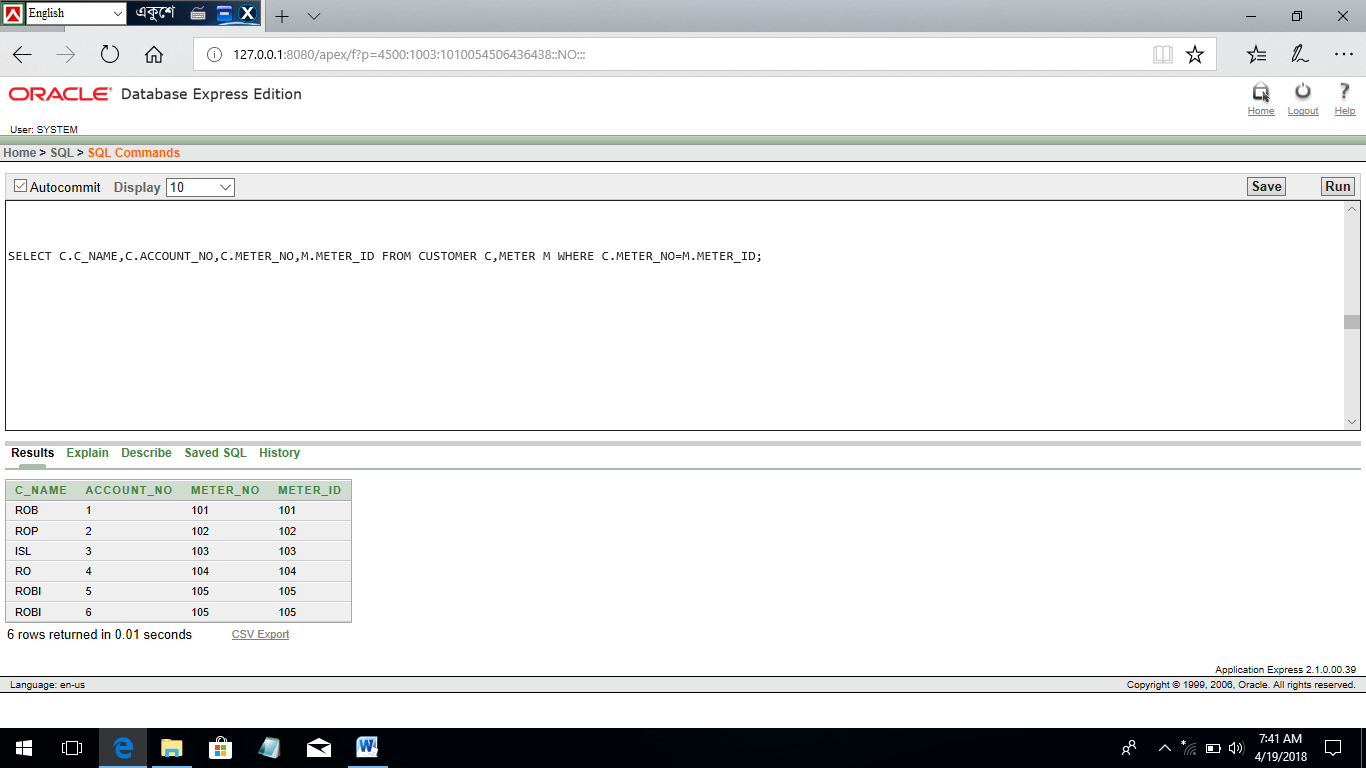 English
একুশে
127.0.0.1:8080/apex/f?p=4500:1003:1010054506436438::NO:::
ORACLE Database Express Edition
Home Logout Help
User: SYSTEM
Home > SQL > SQL Commands
Autocommit Display 10 Save Run
SELECT C.C_NAME,C.ACCOUNT_NO,C.METER_NO,M.METER_ID FROM CUSTOMER C,METER M WHERE C.METER_NO=M.METER_ID;
Results Explain Describe Saved SQL History
C_NAME ACCOUNT_NO METER_NO METER_ID
ROB 1 101 101
ROP 2 102 102
ISL 3 103 103
RO 4 104 104
ROBI 5 105 105
ROBI 6 105 105
6 rows returned in 0.01 seconds CSV Export
Application Express 2.1.0.00.39
Language: en-us Copyright © 1999, 2006, Oracle. All rights reserved.
7:41 AM
4/19/2018